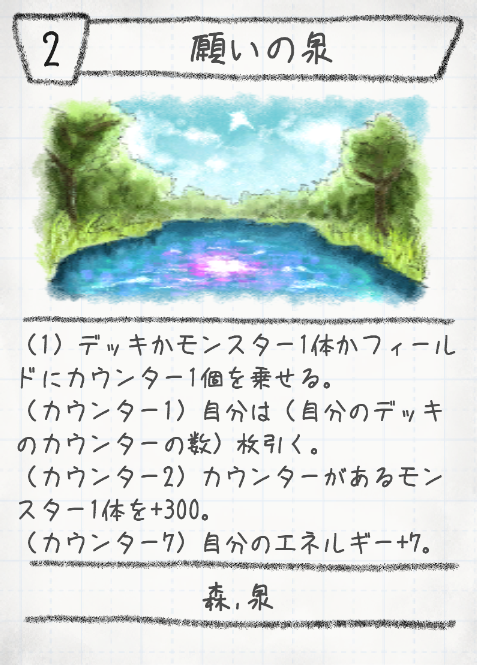 2
願いの泉
（1）デッキかモンスター1体かフィール
ドにカウンター1個を乗せる。
（カウンター1）自分は（自分のデッキ
のカウンターの数）枚引く。
（カウンター2）カウンターがあるモン
スター1体を+300。
（カウンター7）自分のエネルギー+7。
森,泉